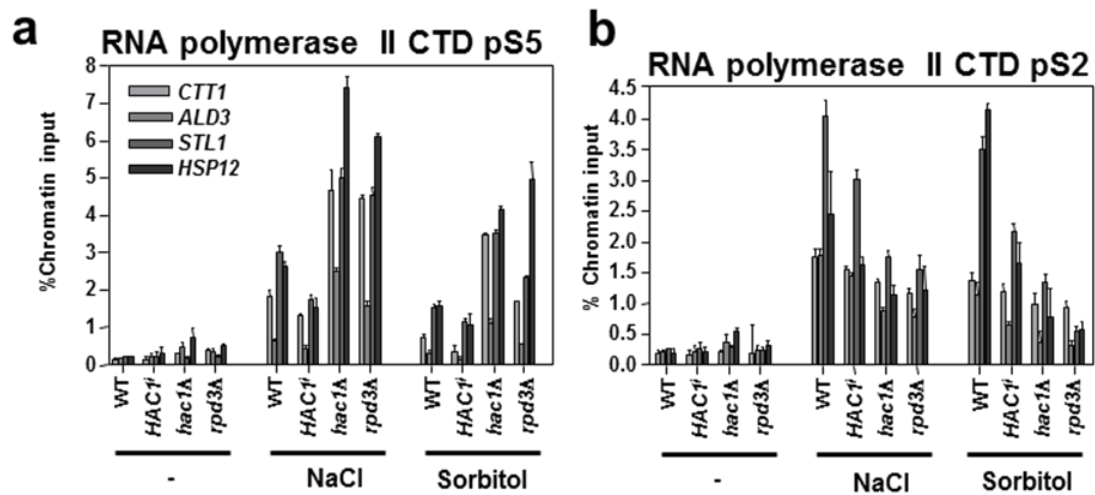 a
RNA polymerase II CTD pS5
%Chromatin input
8
7
6
5
4
3
2
1
0
CTT1
ALD3
STL1
HSP12
WT
HAC1ⁱ
hac1Δ
rpd3Δ
WT
HAC1ⁱ
hac1Δ
rpd3Δ
WT
HAC1ⁱ
hac1Δ
rpd3Δ
-
NaCl
Sorbitol
b
RNA polymerase II CTD pS2
% Chromatin input
4.5
4.0
3.5
3.0
2.5
2.0
1.5
1.0
0.5
0.0
WT
HAC1ⁱ
hac1Δ
rpd3Δ
WT
HAC1ⁱ
hac1Δ
rpd3Δ
WT
HAC1ⁱ
hac1Δ
rpd3Δ
-
NaCl
Sorbitol